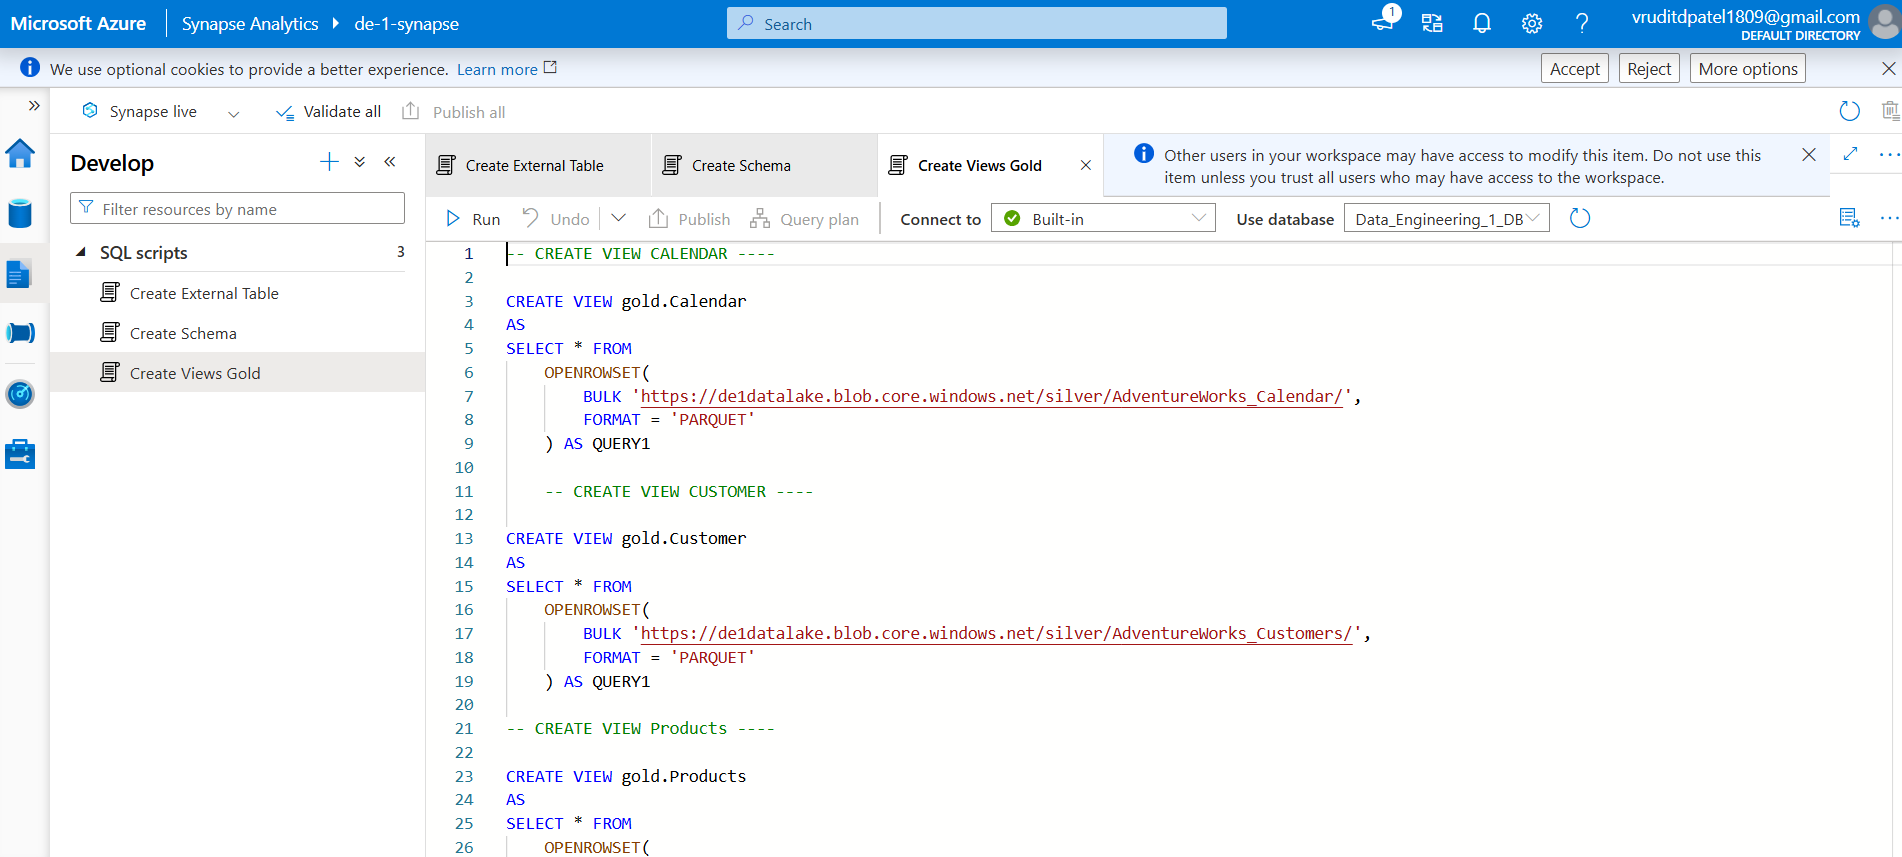 Microsoft Azure
Synapse Analytics
de-1-synapse
Search
1
vruditdpatel1809@gmail.com
DEFAULT DIRECTORY
We use optional cookies to provide a better experience. Learn more
Accept
Reject
More options
Synapse live
Validate all
Publish all
Develop
Filter resources by name
SQL scripts
3
Create External Table
Create Schema
Create Views Gold
Create External Table
Create Schema
Create Views Gold
Other users in your workspace may have access to modify this item. Do not use this
item unless you trust all users who may have access to the workspace.
Run
Undo
Publish
Query plan
Connect to
Built-in
Use database
Data_Engineering_1_DB
1 -- CREATE VIEW CALENDAR ----
2
3 CREATE VIEW gold.Calendar
4 AS
5 SELECT * FROM
6 OPENROWSET(
7 BULK 'https://de1datalake.blob.core.windows.net/silver/AdventureWorks_Calendar/',
8 FORMAT = 'PARQUET'
9 ) AS QUERY1
10
11 -- CREATE VIEW CUSTOMER ----
12
13 CREATE VIEW gold.Customer
14 AS
15 SELECT * FROM
16 OPENROWSET(
17 BULK 'https://de1datalake.blob.core.windows.net/silver/AdventureWorks_Customers/',
18 FORMAT = 'PARQUET'
19 ) AS QUERY1
20
21 -- CREATE VIEW Products ----
22
23 CREATE VIEW gold.Products
24 AS
25 SELECT * FROM
26 OPENROWSET(